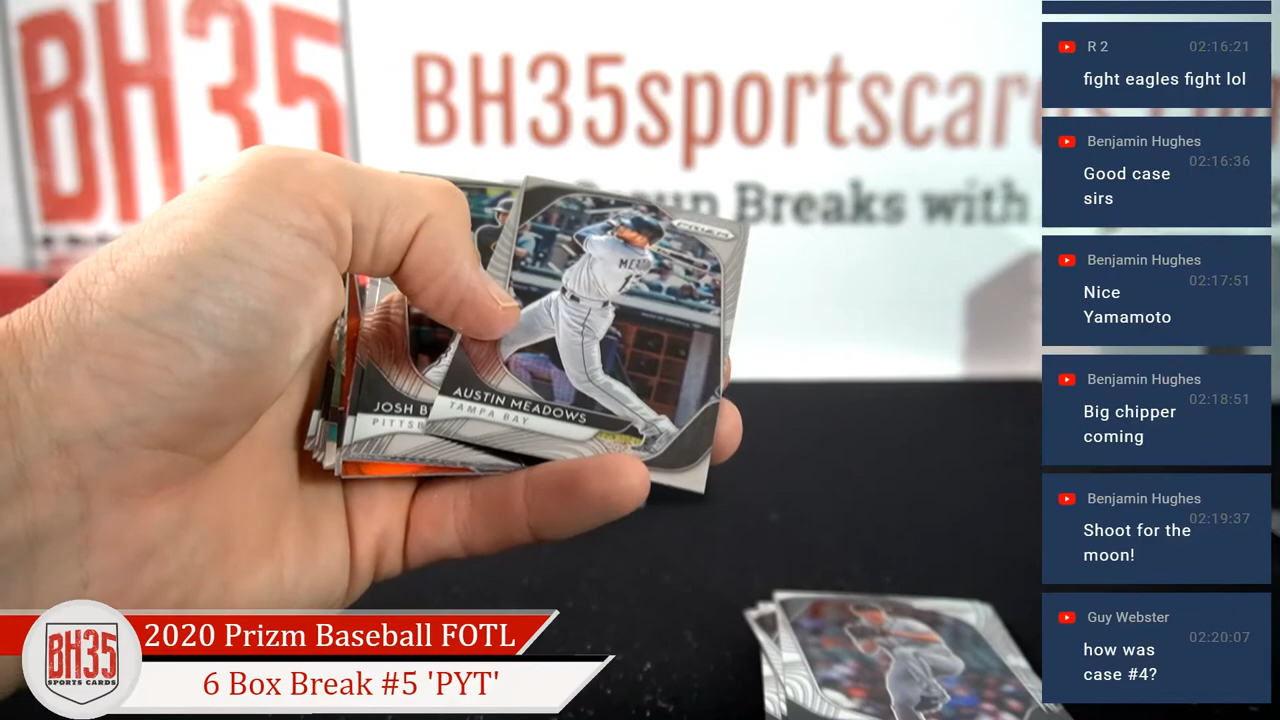 BH35
BH35sportscar
Group Breaks with
PRIZM
MEA
AUSTIN MEADOWS
TAMPA BAY
JOSH B
PITTSB
BH35
SPORTS CARDS
2020 Prizm Baseball FOTL
6 Box Break #5 'PYT'
R 2
02:16:21
fight eagles fight lol
Benjamin Hughes
02:16:36
Good case
sirs
Benjamin Hughes
02:17:51
Nice
Yamamoto
Benjamin Hughes
02:18:51
Big chipper
coming
Benjamin Hughes
02:19:37
Shoot for the
moon!
Guy Webster
02:20:07
how was
case #4?